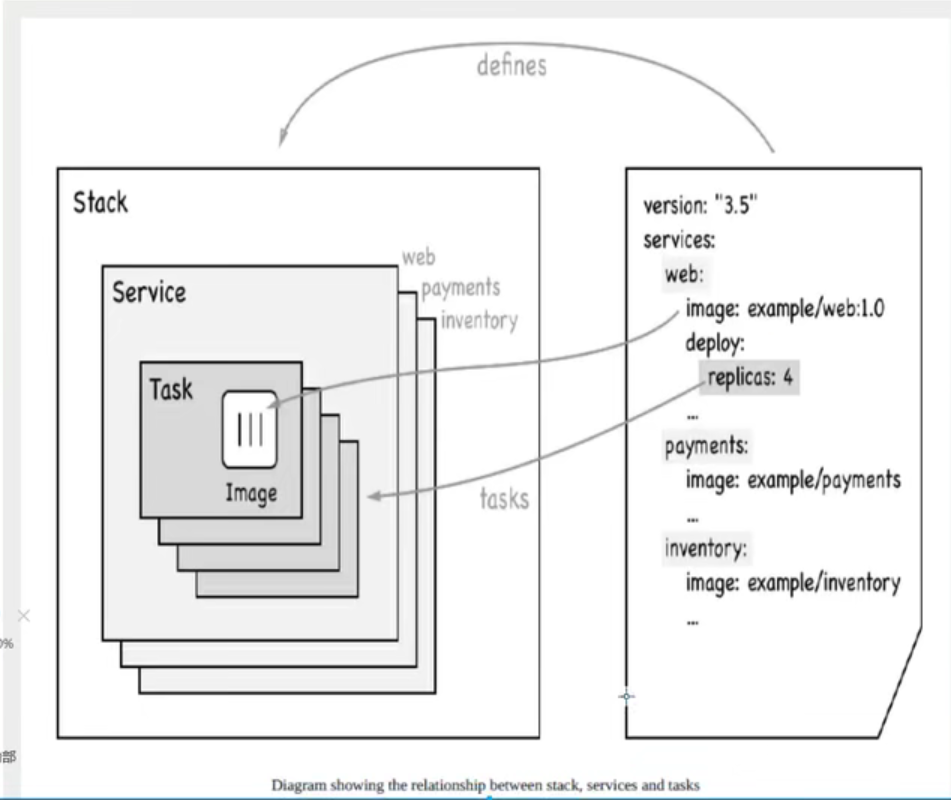 defines
Stack
web
payments
inventory
Service
Task
Image
tasks
version: "3.5"
services:
web:
image: example/web:1.0
deploy:
replicas: 4
...
payments:
image: example/payments
...
inventory:
image: example/inventory
...
0%
部
Diagram showing the relationship between stack, services and tasks